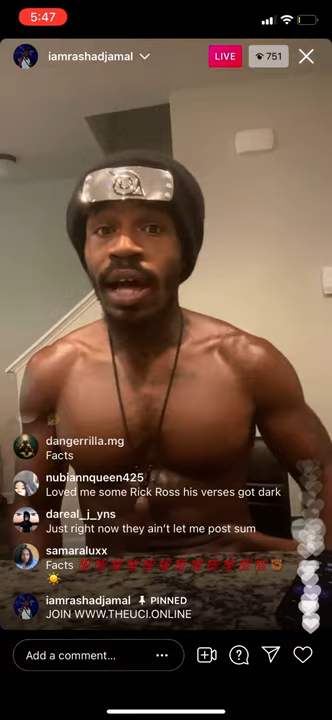 5:47
iamrashadjamal
LIVE
751
dangerrilla.mg
Facts
nubiannqueen425
Loved me some Rick Ross his verses got dark
dareal_j_yns
Just right now they ain’t let me post sum
samaraluxx
Facts 💯💯💯💯💯💯💯💯💯💯💯💯
iamrashadjamal PINNED
JOIN WWW.THEUCI.ONLINE
Add a comment...